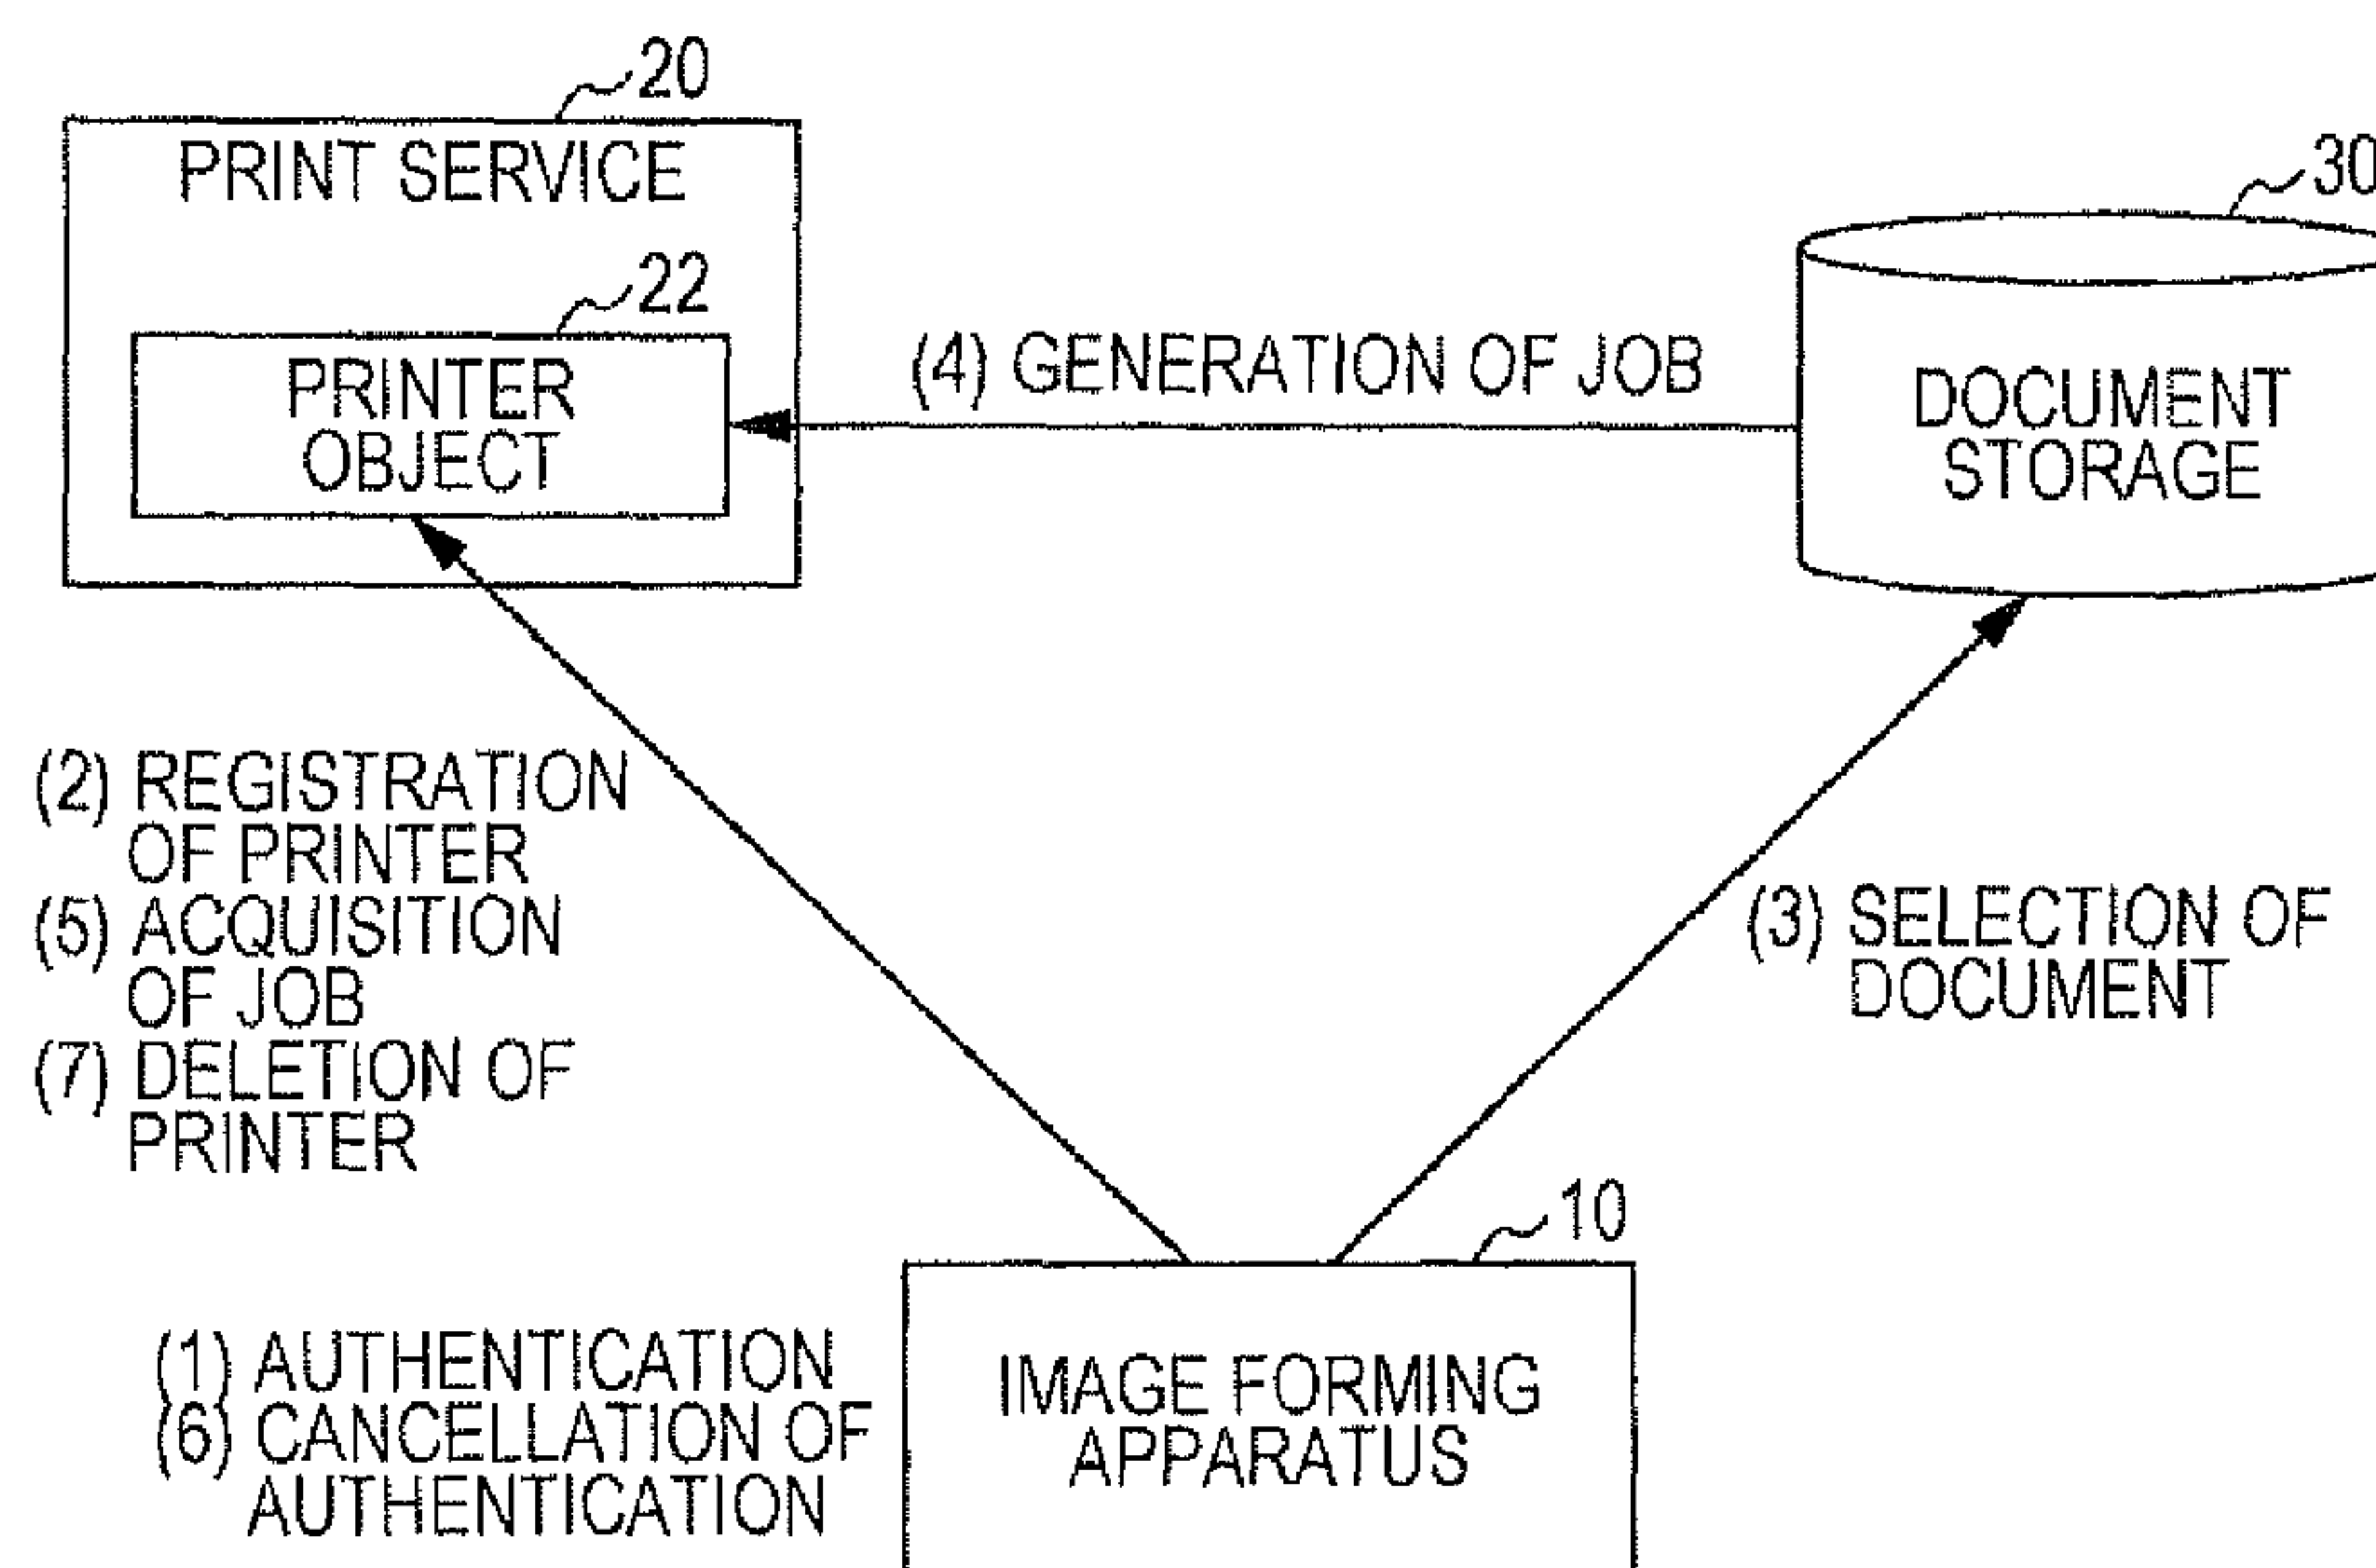 20
PRINT SERVICE
30
22
PRINTER
OBJECT
(4) GENERATION OF JOB
DOCUMENT
STORAGE
(2) REGISTRATION
OF PRINTER
(5) ACQUISITION
OF JOB
(7) DELETION OF
PRINTER
(3) SELECTION OF
DOCUMENT
10
(1) AUTHENTICATION
(6) CANCELLATION OF
AUTHENTICATION
IMAGE FORMING
APPARATUS